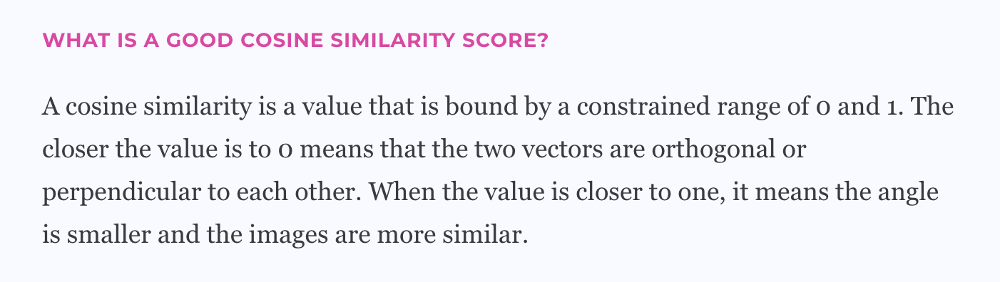 WHAT IS A GOOD COSINE SIMILARITY SCORE?
A cosine similarity is a value that is bound by a constrained range of 0 and 1. The
closer the value is to 0 means that the two vectors are orthogonal or
perpendicular to each other. When the value is closer to one, it means the angle
is smaller and the images are more similar.